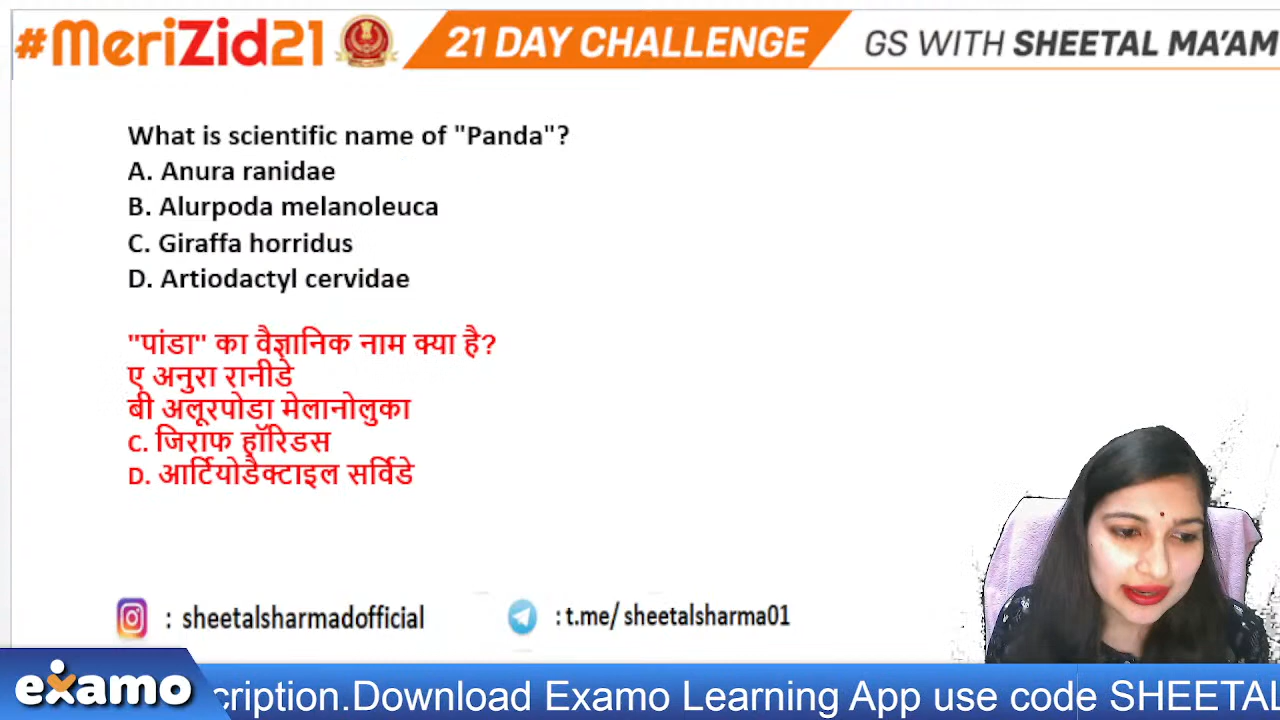 #MeriZid21 21 DAY CHALLENGE GS WITH SHEETAL MA'AM
What is scientific name of "Panda"?
A. Anura ranidae
B. Alurpoda melanoleuca
C. Giraffa horridus
D. Artiodactyl cervidae
"पांडा" का वैज्ञानिक नाम क्या है?
ए अनुरा रानीडे
बी अलूरपोडा मेलानोलुका
C. जिराफ हॉरिडस
D. आर्टियोडैक्टाइल सर्विडे
: sheetalsharmadofficial : t.me/ sheetalsharma01
examo cription.Download Examo Learning App use code SHEETAL